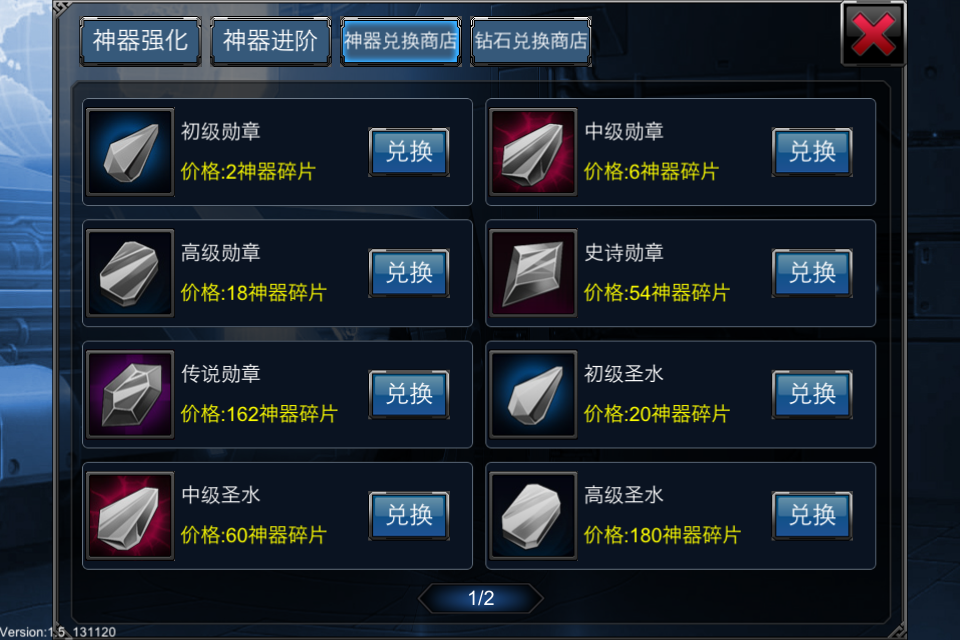 神器强化
神器进阶
神器兑换商店
钻石兑换商店
初级勋章
价格:2神器碎片
兑换
中级勋章
价格:6神器碎片
兑换
高级勋章
价格:18神器碎片
兑换
史诗勋章
价格:54神器碎片
兑换
传说勋章
价格:162神器碎片
兑换
初级圣水
价格:20神器碎片
兑换
中级圣水
价格:60神器碎片
兑换
高级圣水
价格:180神器碎片
兑换
1/2
Version:1.5_131120